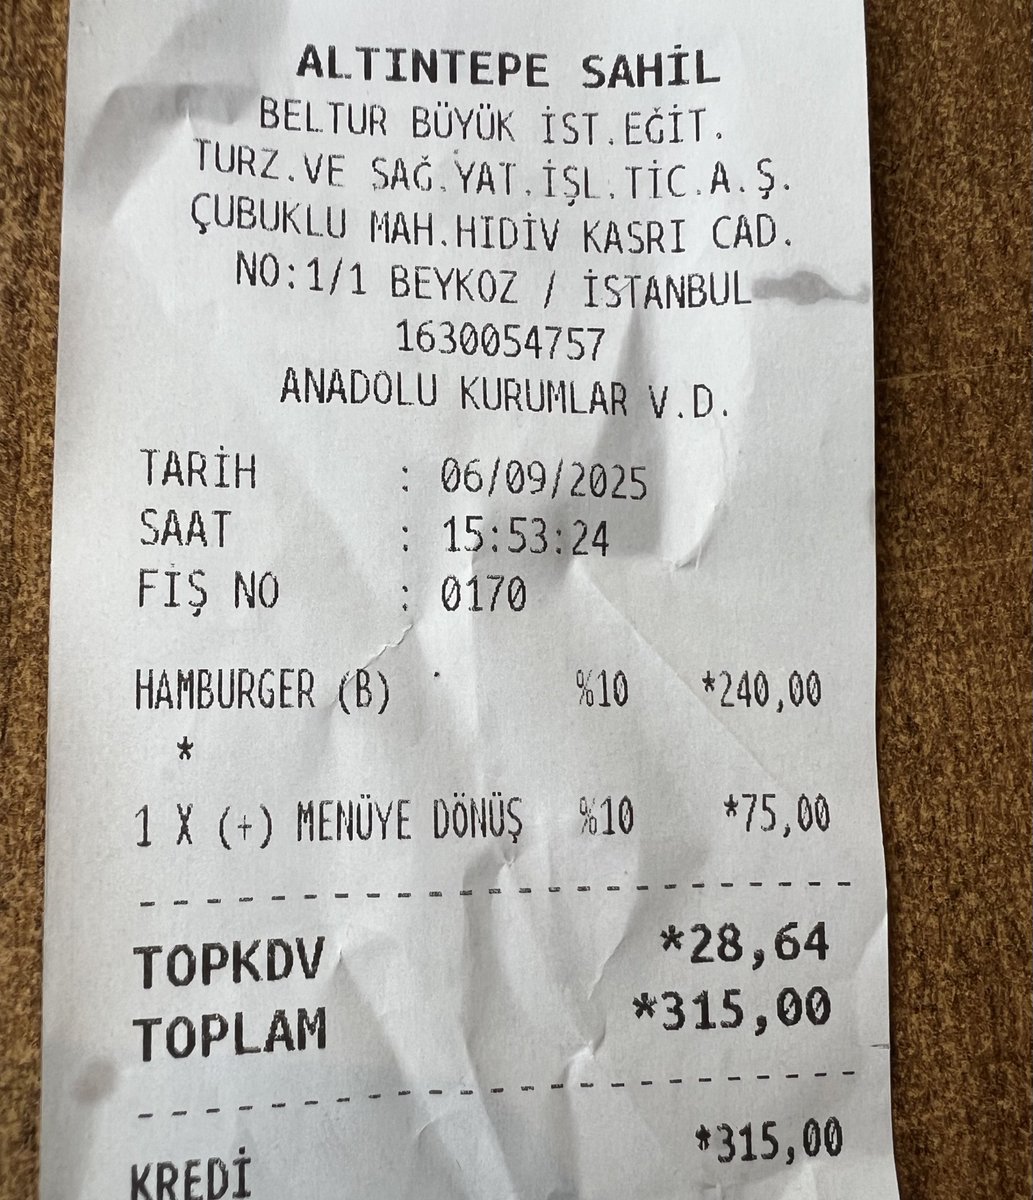 ALTINTEPE SAHİL
BELTUR BÜYÜK İST.EĞİT.
TURZ.VE SAĞ.YAT.İŞL.TİC.A.Ş.
ÇUBUKLU MAH.HIDİV KASRI CAD.
NO:1/1 BEYKOZ / İSTANBUL
1630054757
ANADOLU KURUMLAR V.D.
TARİH : 06/09/2025
SAAT : 15:53:24
FİŞ NO : 0170
HAMBURGER (B) %10 *240,00
*
1 X (+) MENÜYE DÖNÜŞ %10 *75,00
TOPKDV *28,64
TOPLAM *315,00
KREDİ *315,00